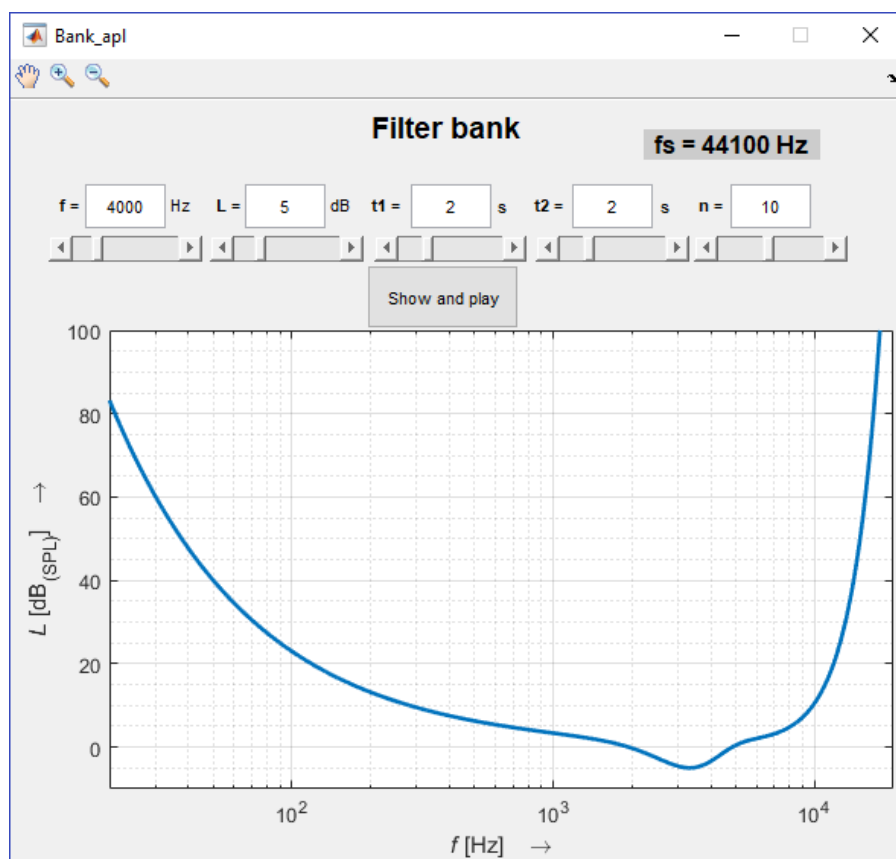 Bank_apl
Filter bank
fs = 44100 Hz
f = 4000 Hz L = 5 dB t1 = 2 s t2 = 2 s n = 10
Show and play
100
80
60
40
20
0
L [dB(SPL)] →
10² 10³ 10⁴
f [Hz] →